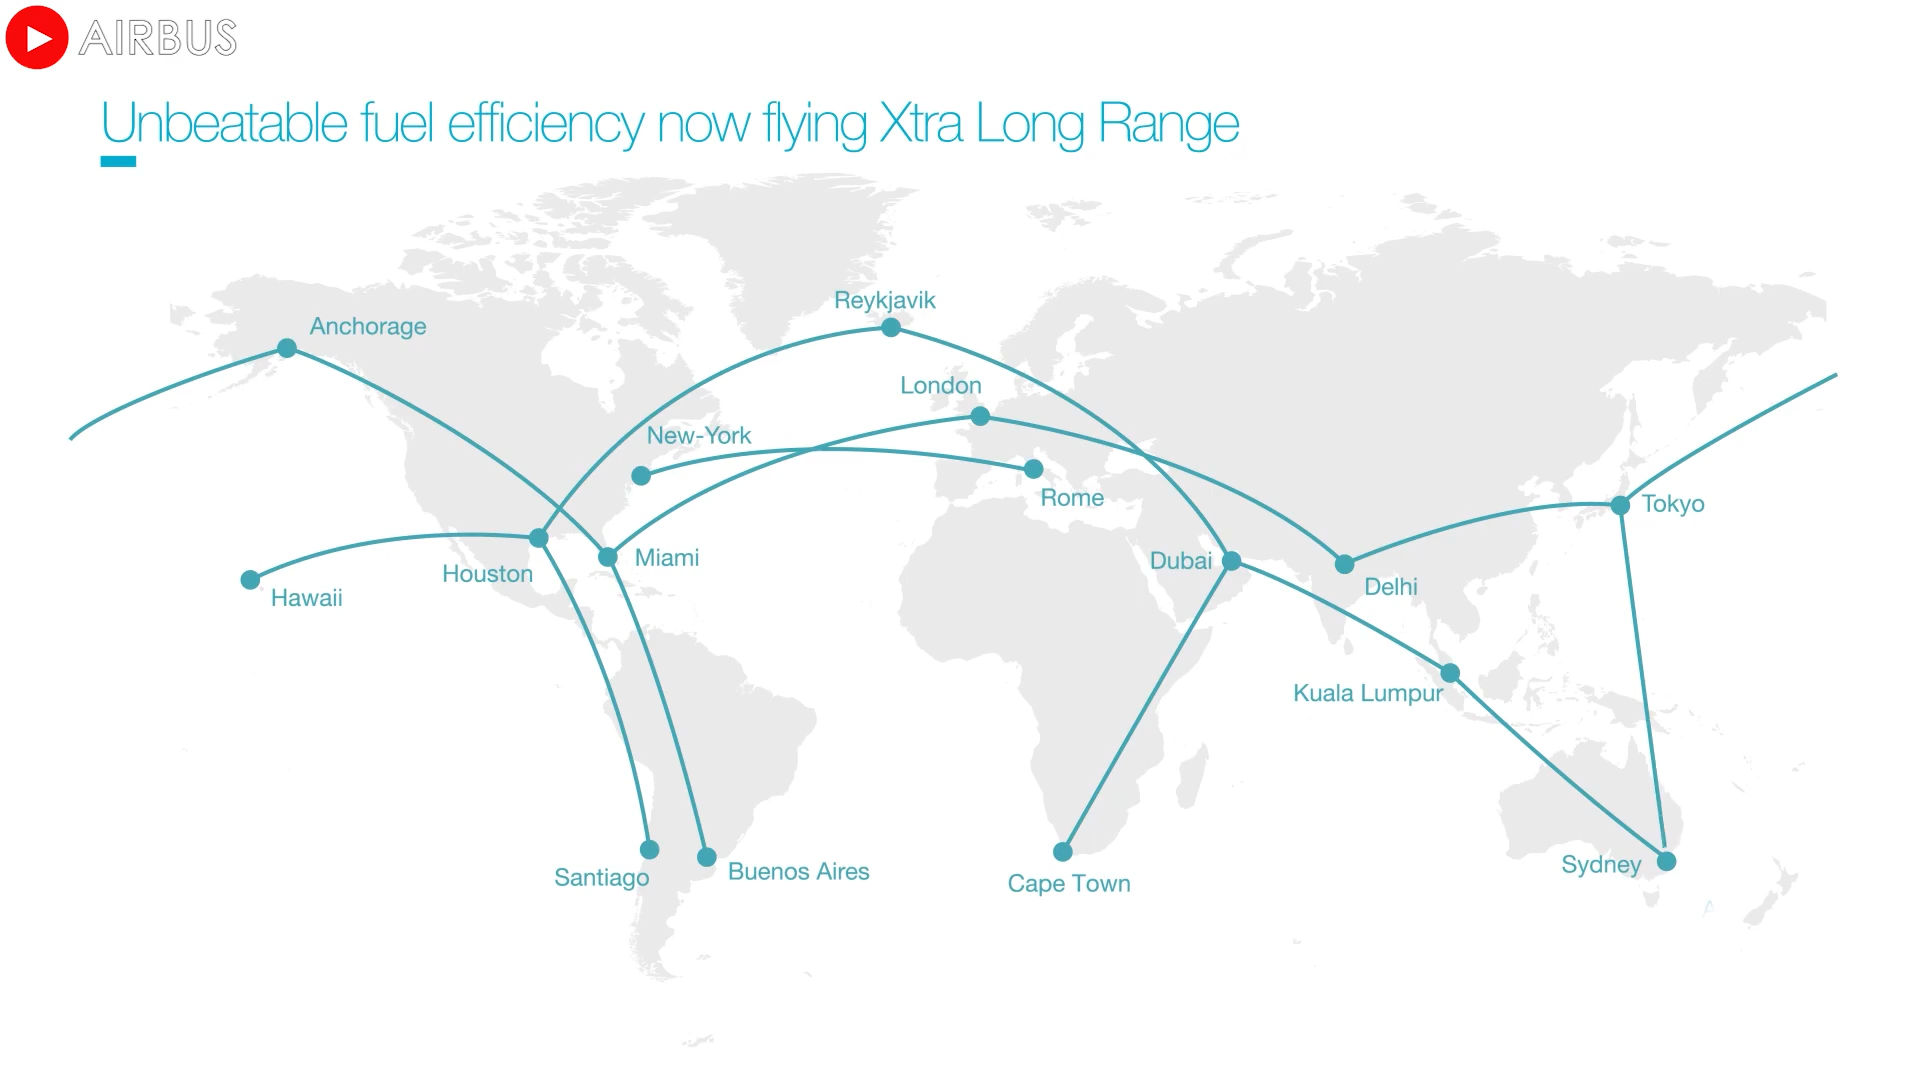 AIRBUS
Unbeatable fuel efficiency now flying Xtra Long Range
Reykjavik
Anchorage
London
New-York
Rome
Tokyo
Miami
Dubai
Houston
Delhi
Hawaii
Kuala Lumpur
Sydney
Santiago
Buenos Aires
Cape Town